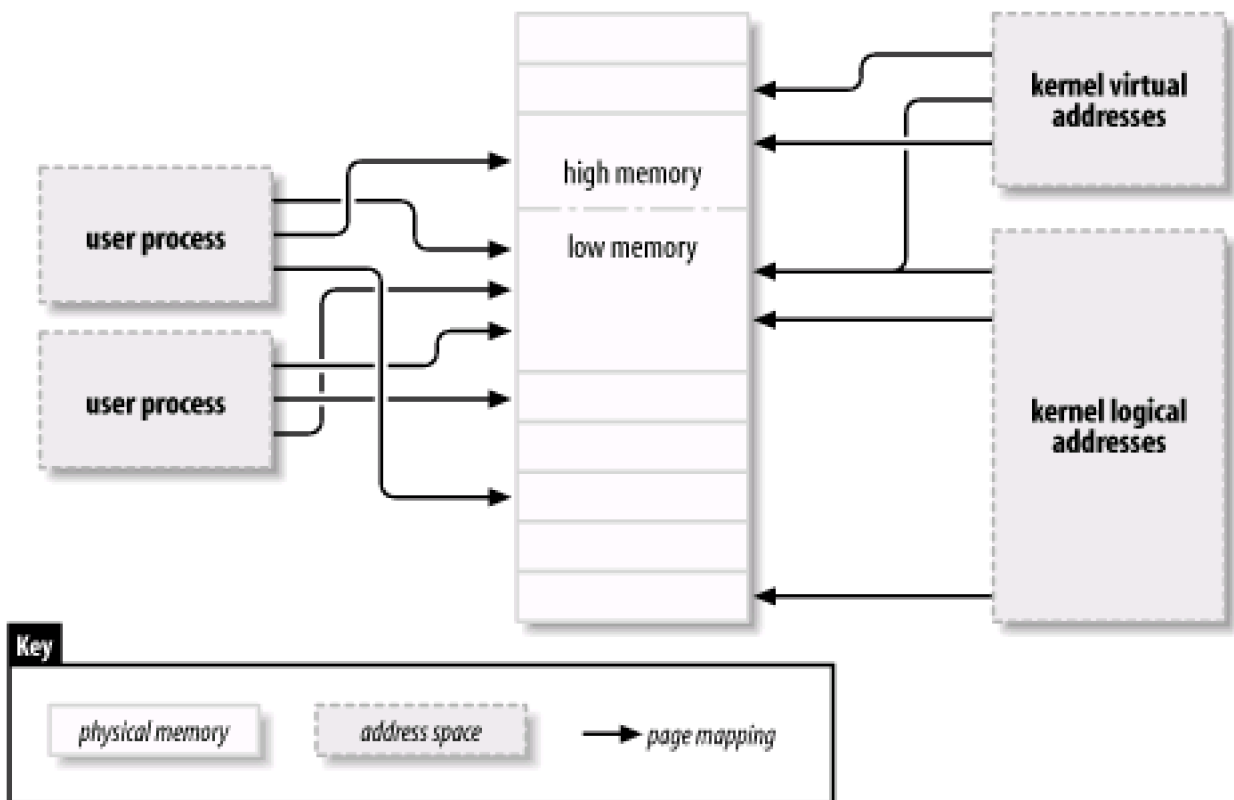 kernel virtual
addresses
high memory
user process
low memory
user process
kernel logical
addresses
Key
physical memory
address space
page mapping